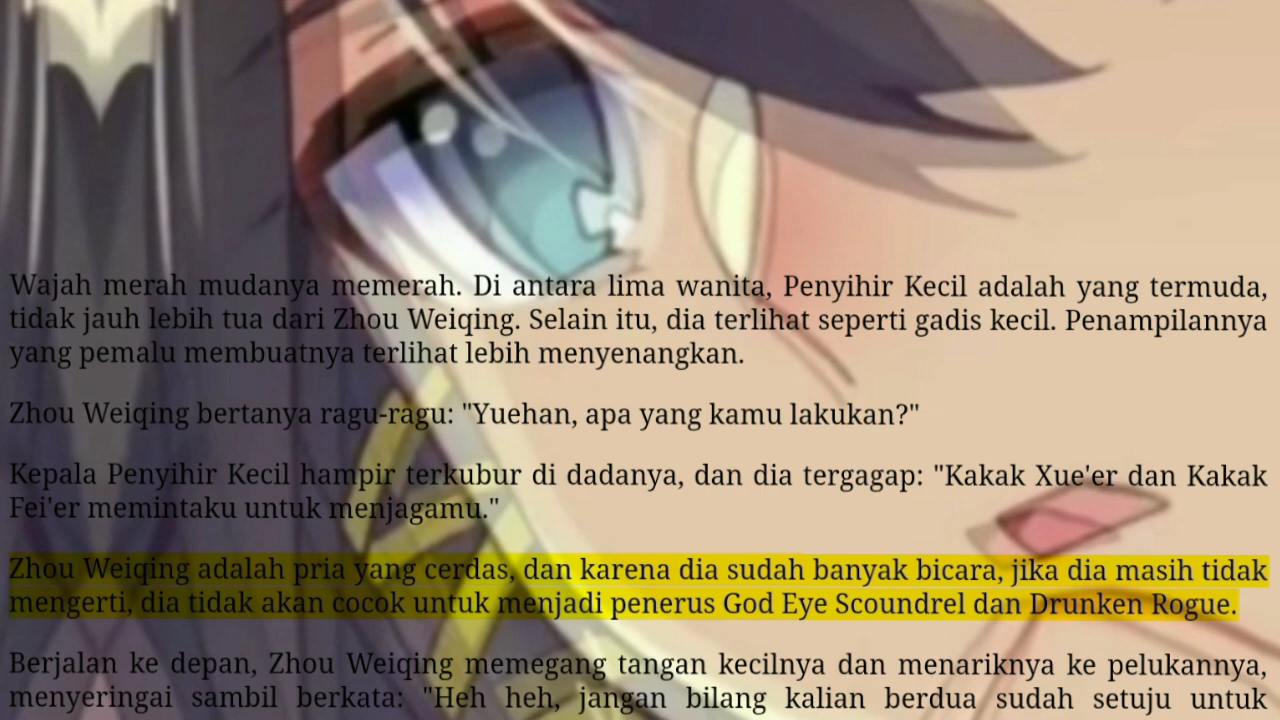 Wajah merah mudanya memerah. Di antara lima wanita, Penyihir Kecil adalah yang termuda,
tidak jauh lebih tua dari Zhou Weiqing. Selain itu, dia terlihat seperti gadis kecil. Penampilannya
yang pemalu membuatnya terlihat lebih menyenangkan.
Zhou Weiqing bertanya ragu-ragu: "Yuehan, apa yang kamu lakukan?"
Kepala Penyihir Kecil hampir terkubur di dadanya, dan dia tergagap: "Kakak Xue'er dan Kakak
Fei'er memintaku untuk menjagamu."
Zhou Weiqing adalah pria yang cerdas, dan karena dia sudah banyak bicara, jika dia masih tidak
mengerti, dia tidak akan cocok untuk menjadi penerus God Eye Scoundrel dan Drunken Rogue.
Berjalan ke depan, Zhou Weiqing memegang tangan kecilnya dan menariknya ke pelukannya,
menyeringai sambil berkata: "Heh heh, jangan bilang kalian berdua sudah setuju untuk